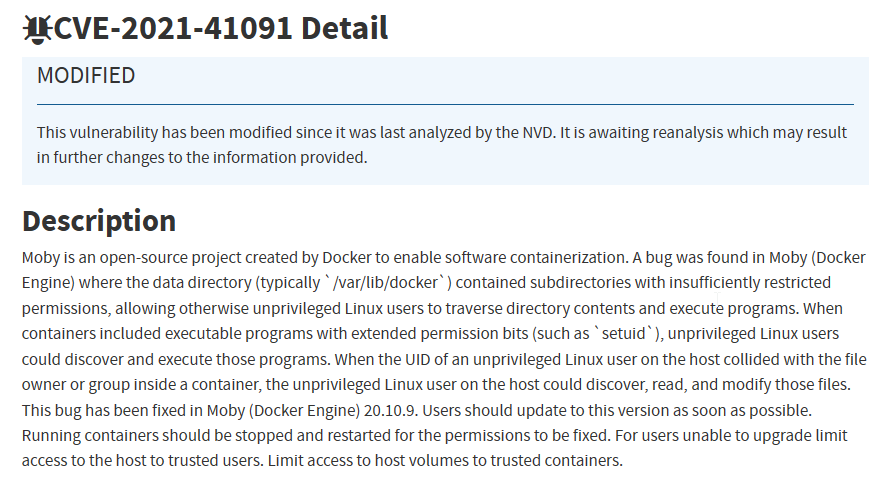 CVE-2021-41091 Detail
MODIFIED
This vulnerability has been modified since it was last analyzed by the NVD. It is awaiting reanalysis which may result
in further changes to the information provided.
Description
Moby is an open-source project created by Docker to enable software containerization. A bug was found in Moby (Docker
Engine) where the data directory (typically `/var/lib/docker`) contained subdirectories with insufficiently restricted
permissions, allowing otherwise unprivileged Linux users to traverse directory contents and execute programs. When
containers included executable programs with extended permission bits (such as `setuid`), unprivileged Linux users
could discover and execute those programs. When the UID of an unprivileged Linux user on the host collided with the file
owner or group inside a container, the unprivileged Linux user on the host could discover, read, and modify those files.
This bug has been fixed in Moby (Docker Engine) 20.10.9. Users should update to this version as soon as possible.
Running containers should be stopped and restarted for the permissions to be fixed. For users unable to upgrade limit
access to the host to trusted users. Limit access to host volumes to trusted containers.